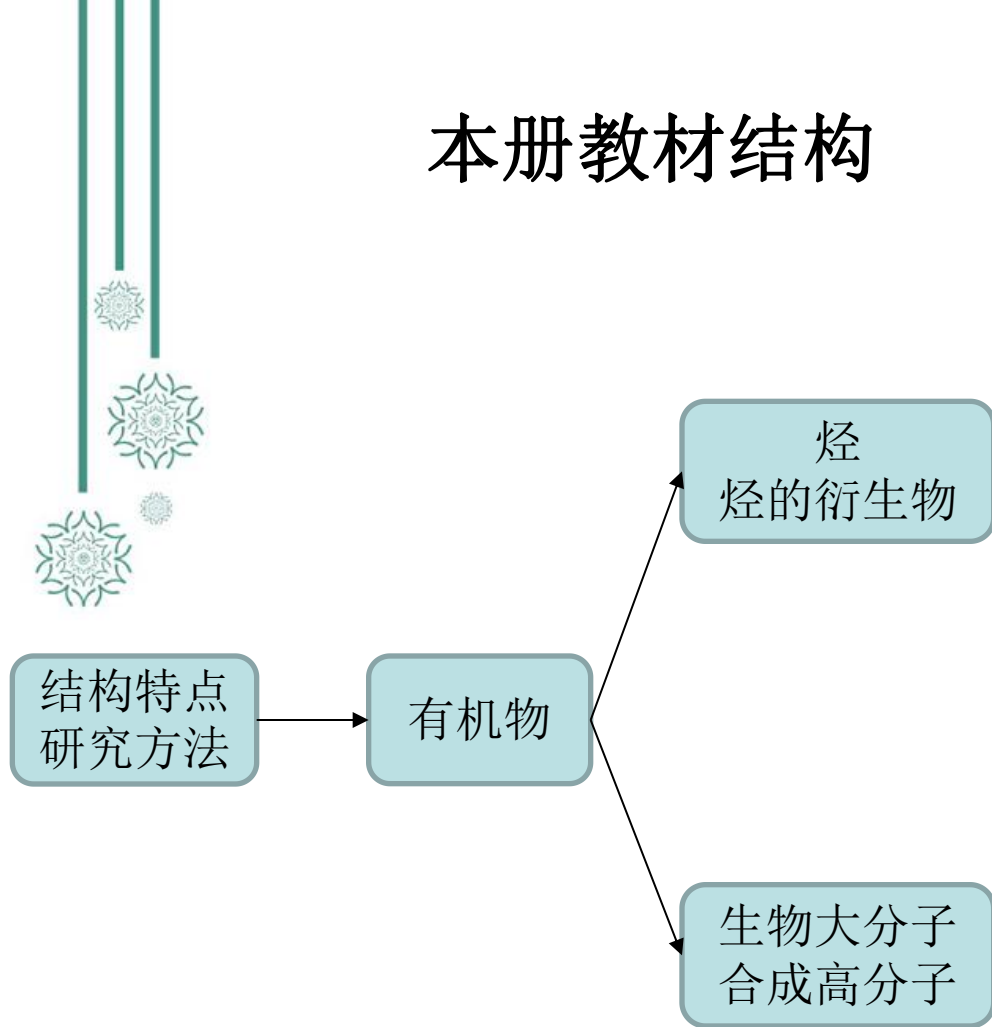 本册教材结构
烃
烃的衍生物
结构特点
研究方法
有机物
生物大分子
合成高分子